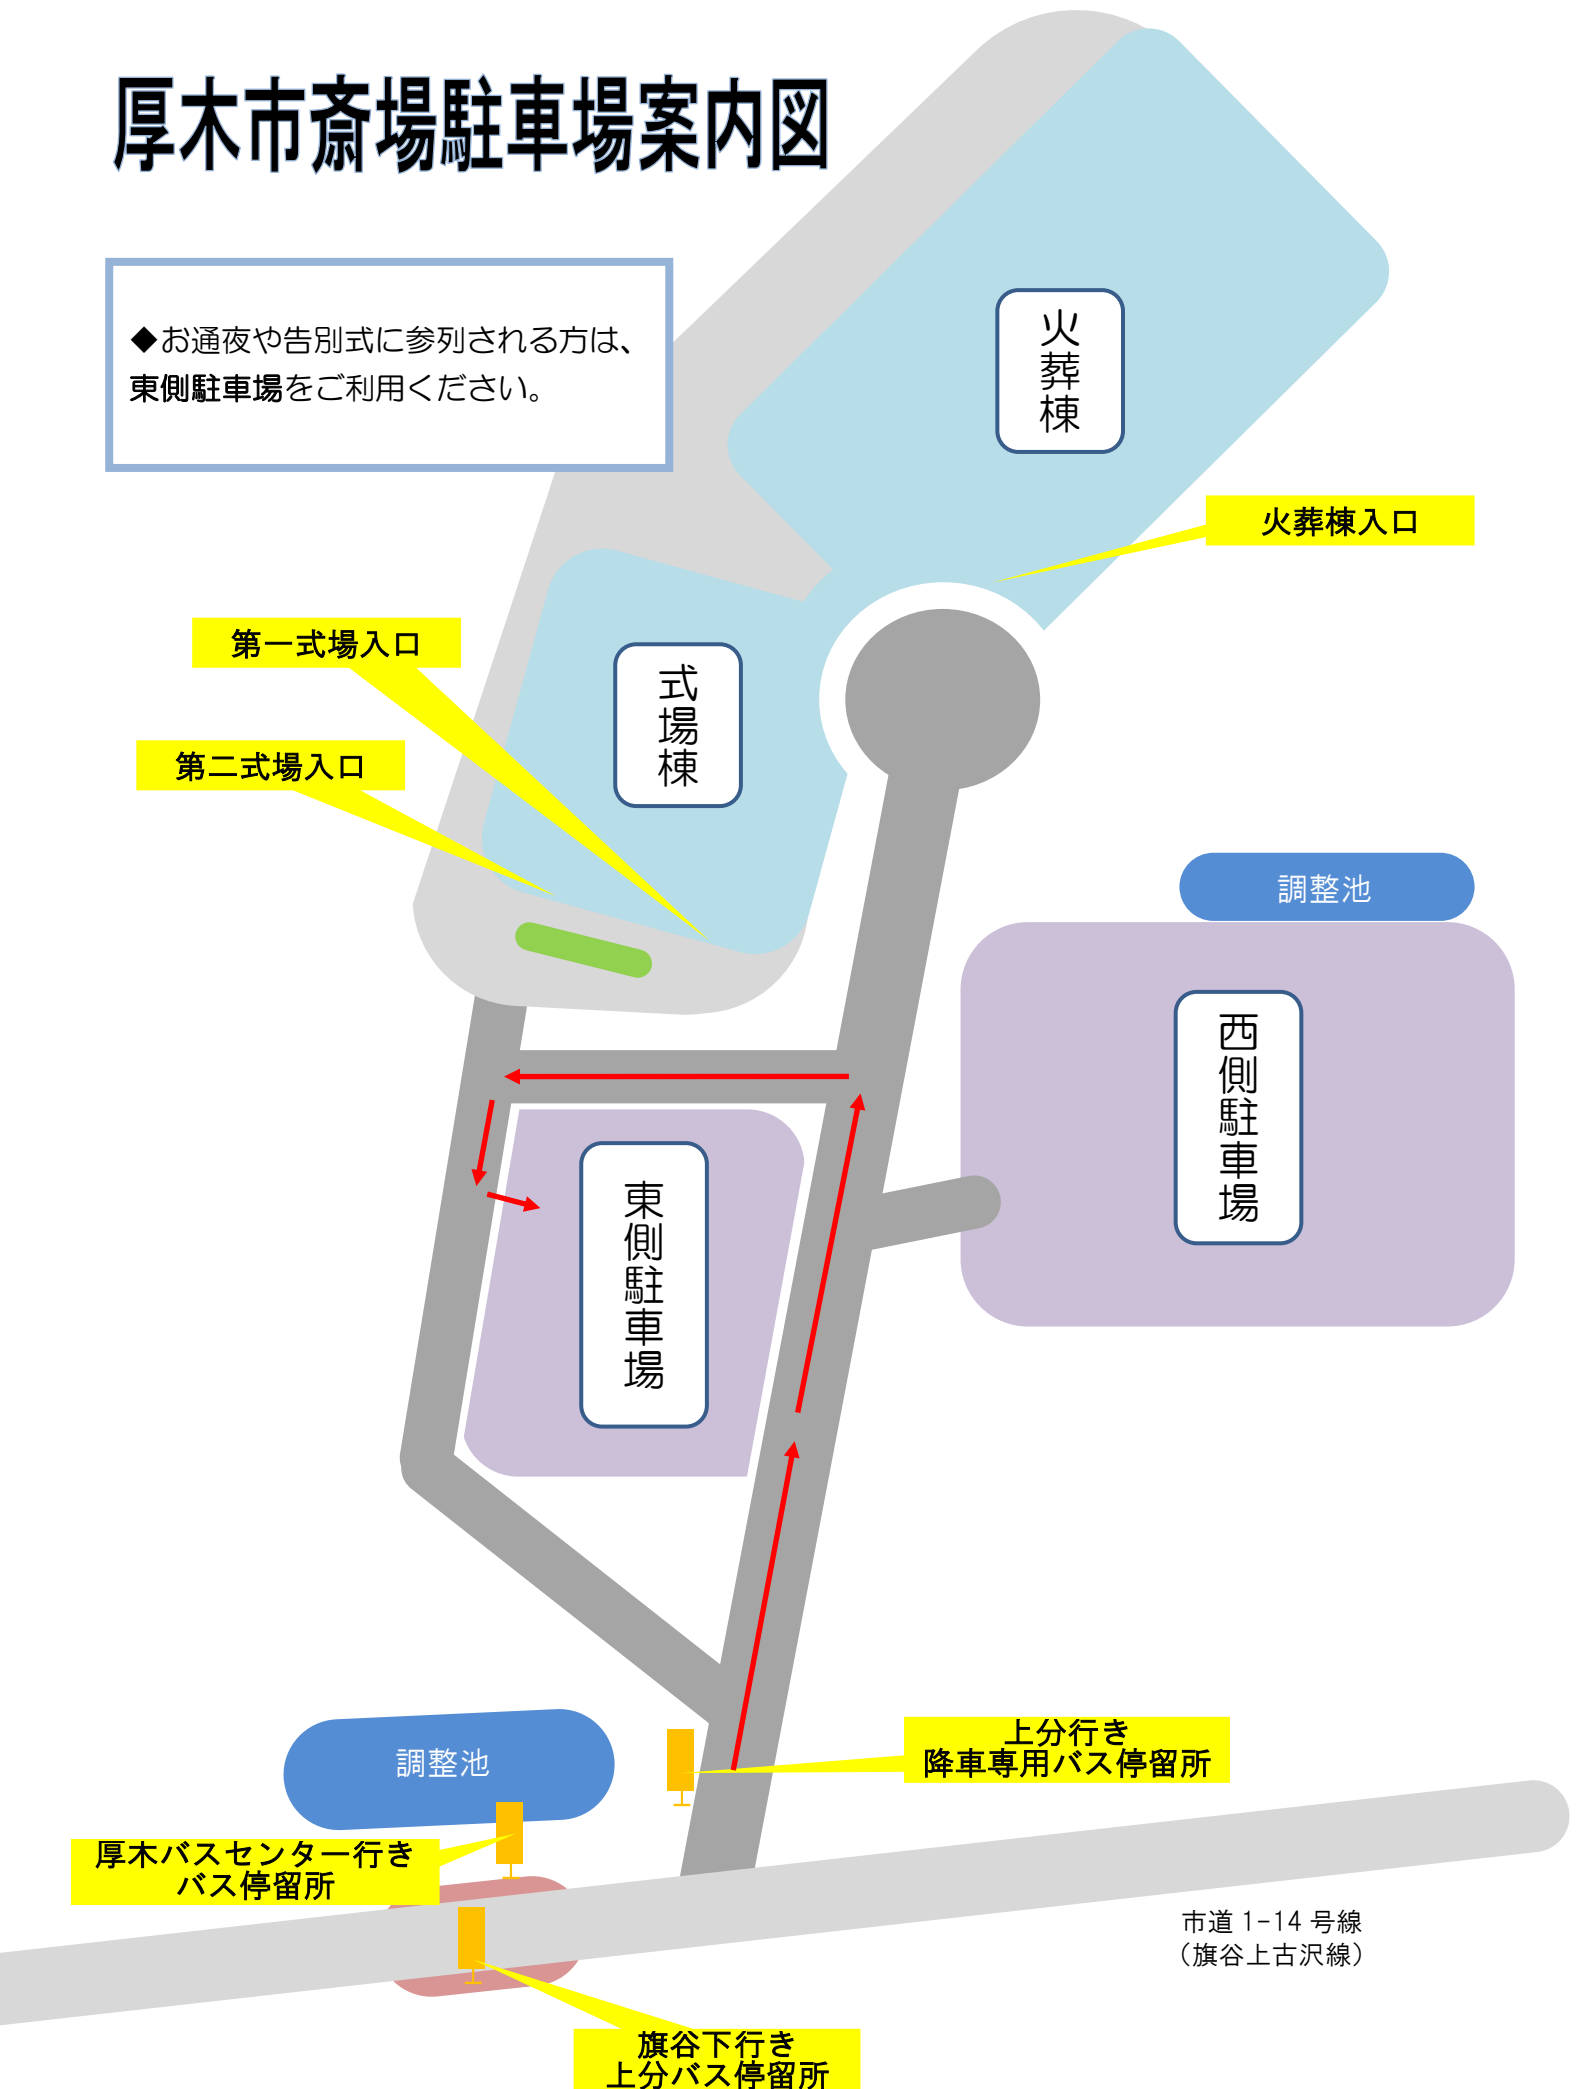 厚木市斎場駐車場案内図
◆お通夜や告別式に参列される方は、
東側駐車場をご利用ください。
火葬棟
火葬棟入口
第一式場入口
式場棟
第二式場入口
調整池
西側駐車場
東側駐車場
上分行き
降車専用バス停留所
調整池
厚木バスセンター行き
バス停留所
市道 1-14 号線
（旗谷上古沢線）
旗谷下行き
上分バス停留所